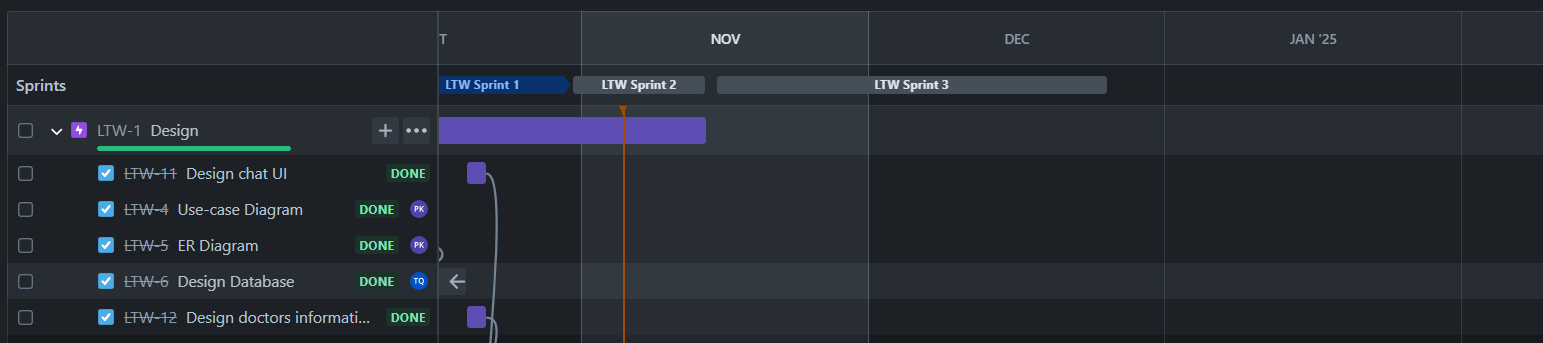 T NOV DEC JAN '25
Sprints LTW Sprint 1 LTW Sprint 2 LTW Sprint 3
LTW-1 Design
LTW-11 Design chat UI DONE
LTW-4 Use-case Diagram DONE PK
LTW-5 ER Diagram DONE PK
LTW-6 Design Database DONE TQ
LTW-12 Design doctors informati... DONE